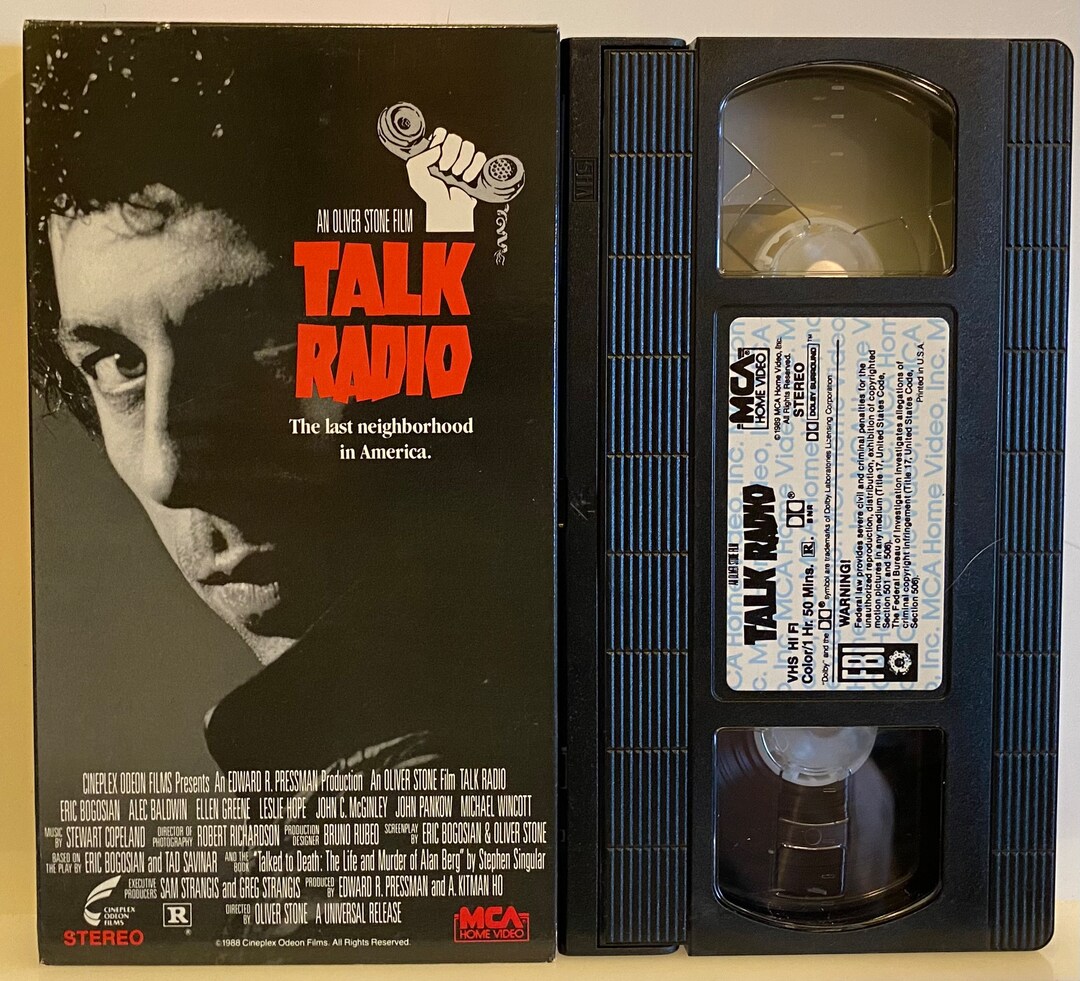 AN OLIVER STONE FILM
TALK
RADIO
The last neighborhood
in America.
CINEPLEX ODEON FILMS Presents An EDWARD R. PRESSMAN Production An OLIVER STONE Film TALK RADIO
ERIC BOGOSIAN ALEC BALDWIN ELLEN GREENE LESLIE HOPE JOHN C. McGINLEY JOHN PANKOW MICHAEL WINCOTT
MUSIC BY STEWART COPELAND DIRECTOR OF PHOTOGRAPHY ROBERT RICHARDSON PRODUCTION DESIGNER BRUNO RUBEO SCREENPLAY BY ERIC BOGOSIAN & OLIVER STONE
BASED ON THE PLAY BY ERIC BOGOSIAN and TAD SAVINAR AND THE BOOK "Talked to Death: The Life and Murder of Alan Berg" by Stephen Singular
EXECUTIVE PRODUCERS SAM STRANGIS and GREG STRANGIS PRODUCED BY EDWARD R. PRESSMAN and A. KITMAN HO
DIRECTED BY OLIVER STONE A UNIVERSAL RELEASE
CINEPLEX
ODEON
FILMS
R
STEREO
©1988 Cineplex Odeon Films. All Rights Reserved.
MCA
HOME VIDEO
VHS
AN OLIVER STONE FILM
TALK RADIO
MCA
HOME VIDEO
©1989 MCA Home Video, Inc.
All Rights Reserved.
VHS HI FI
STEREO
Color/1 Hr. 50 Mins. R
B NR
DOLBY SURROUND™
"Dolby" and the symbol are trademarks of Dolby Laboratories Licensing Corporation.
FBI
WARNING!
Federal law provides severe civil and criminal penalties for the
unauthorized reproduction, distribution, exhibition of copyrighted
motion pictures in any medium (Title 17, United States Code,
Section 501 and 506).
The Federal Bureau of Investigation investigates allegations of
criminal copyright infringement (Title 17, United States Code,
Section 506).
Printed in U.S.A